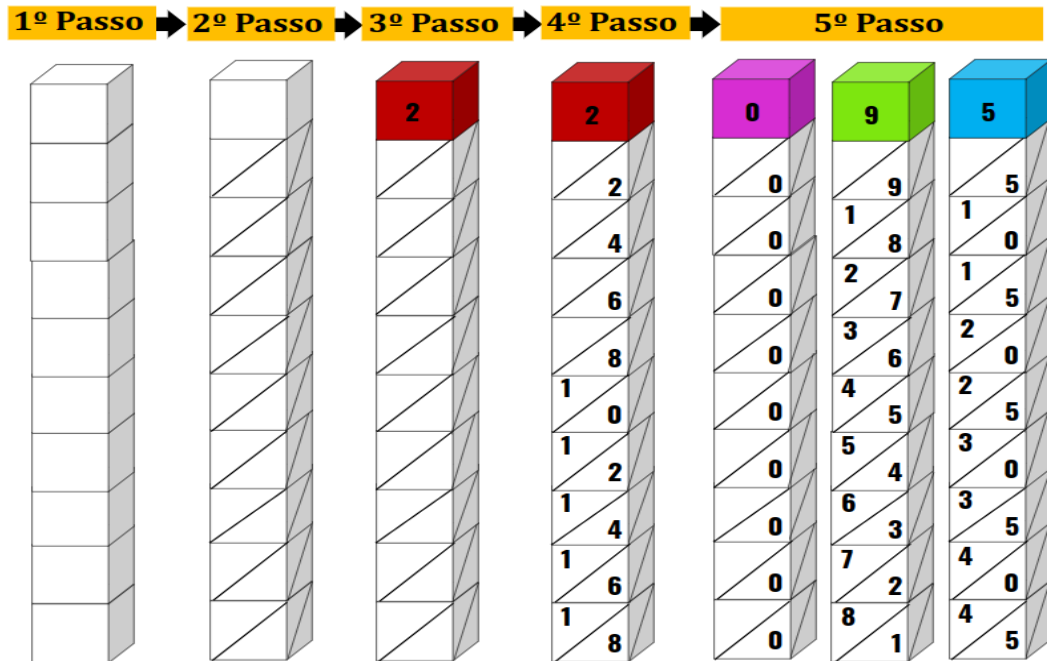 1º Passo 2º Passo 3º Passo 4º Passo 5º Passo
2 2 0 9 5
2 0 9 5
4 0 1 8 1 0
6 0 2 7 1 5
8 0 3 6 2 0
1 0 0 4 5 2 5
1 2 0 5 4 3 0
1 4 0 6 3 3 5
1 6 0 7 2 4 0
1 8 0 8 1 4 5